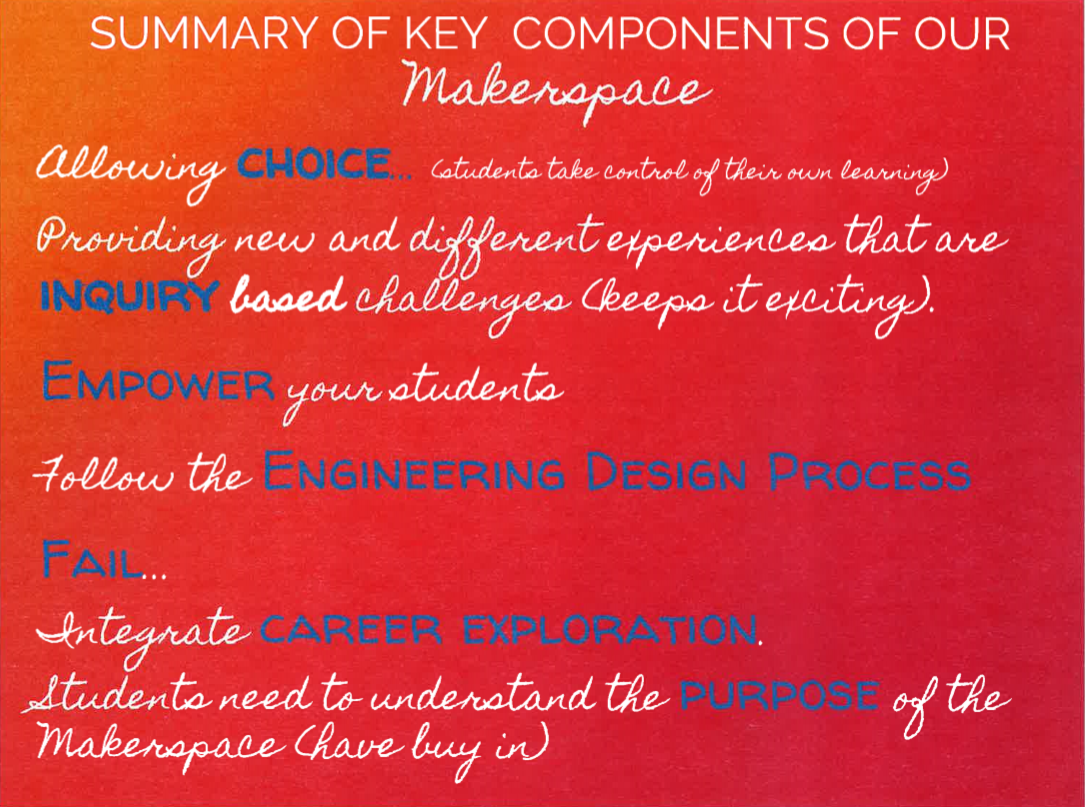 SUMMARY OF KEY COMPONENTS OF OUR
Makerspace
Allowing CHOICE... (students take control of their own learning)
Providing new and different experiences that are
INQUIRY based challenges (keeps it exciting).
EMPOWER your students
Follow the ENGINEERING DESIGN PROCESS
FAIL...
Integrate CAREER EXPLORATION.
Students need to understand the PURPOSE of the
Makerspace (have buy in)